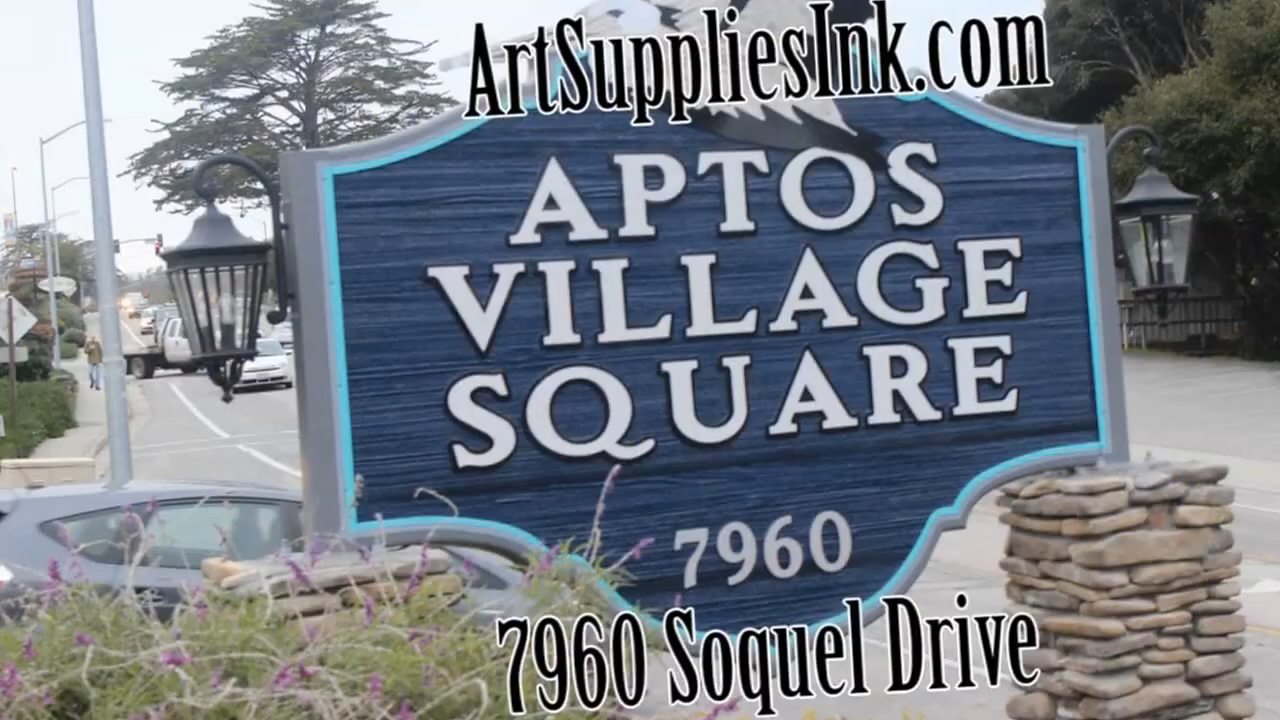 ArtSuppliesInk.com
APTOS
VILLAGE
SQUARE
7960
7960 Soquel Drive